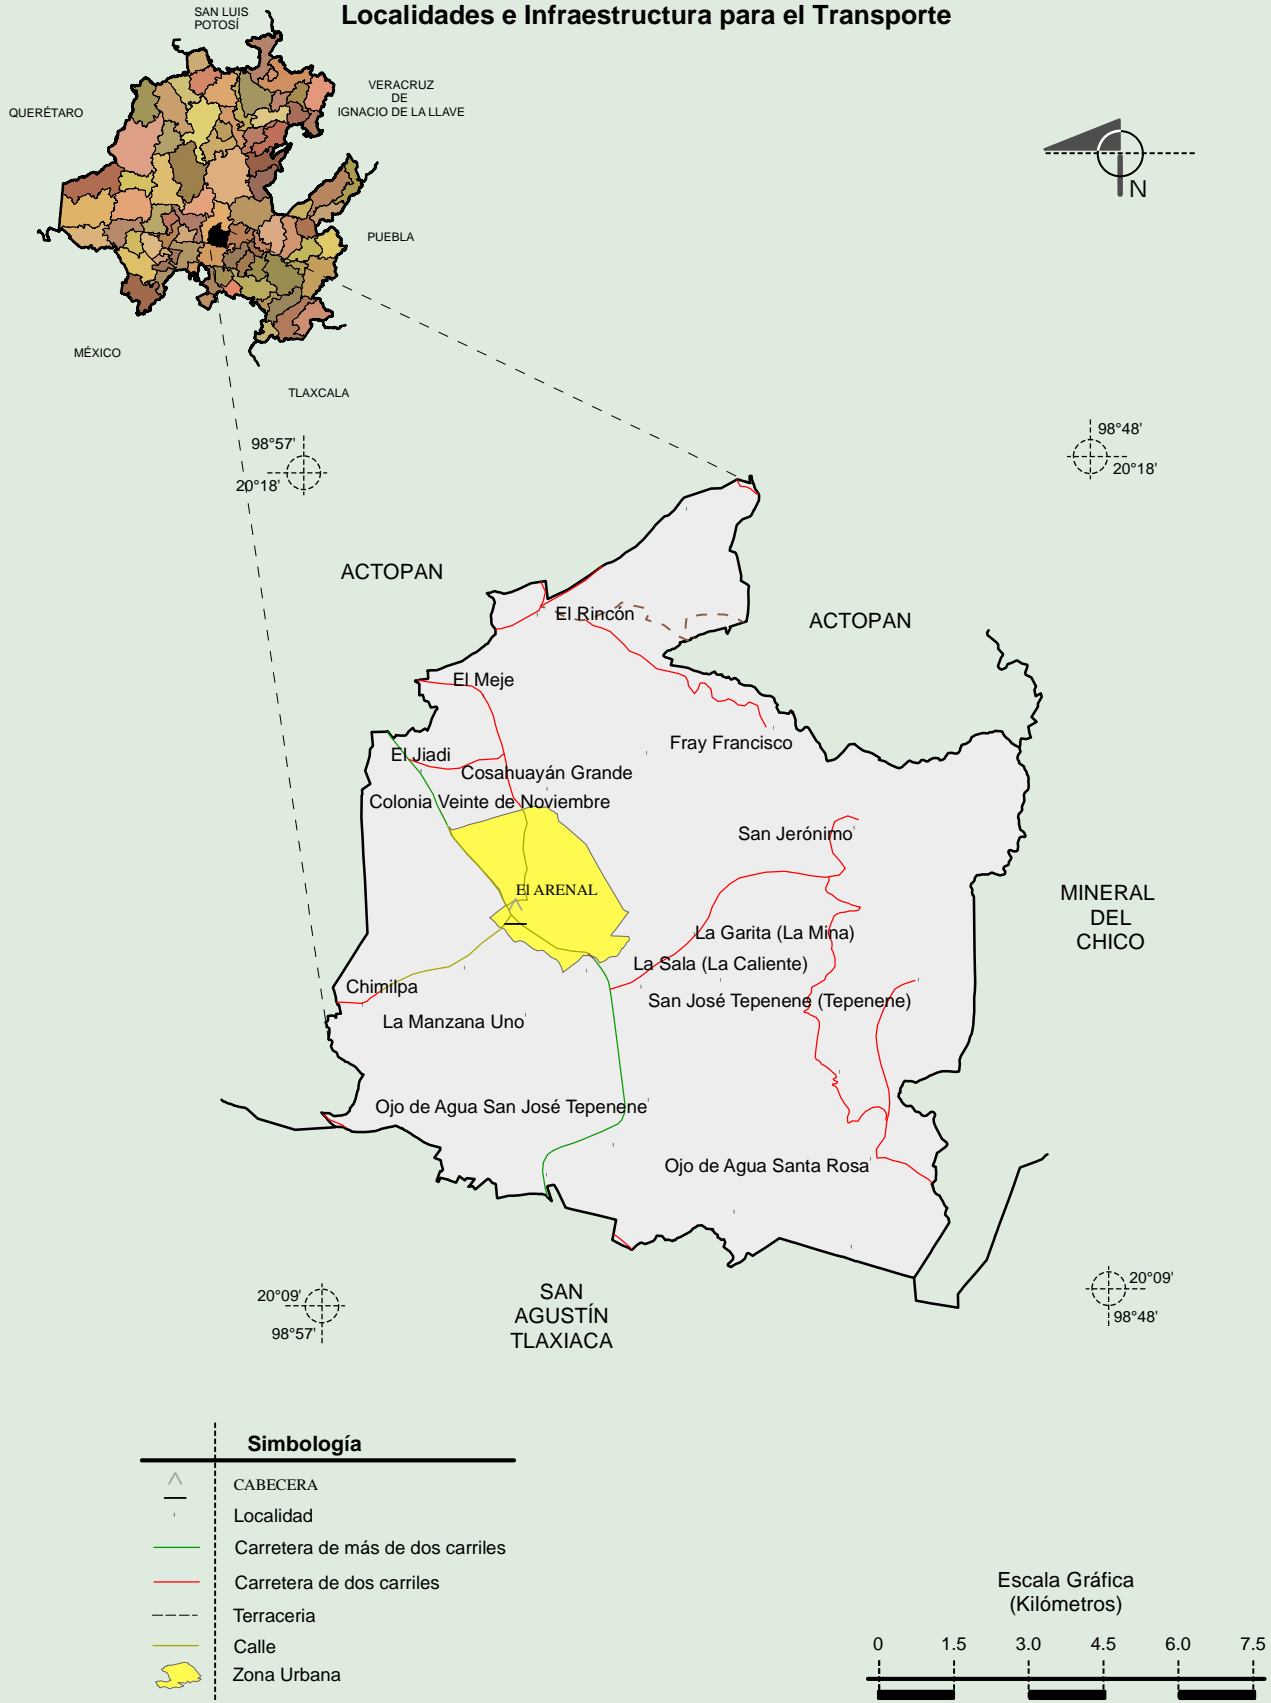 Localidades e Infraestructura para el Transporte
SAN LUIS
POTOSÍ
VERACRUZ
DE
IGNACIO DE LA LLAVE
QUERÉTARO
PUEBLA
MÉXICO
TLAXCALA
N
98°57'
20°18'
98°48'
20°18'
ACTOPAN
ACTOPAN
El Rincón
El Meje
Fray Francisco
El Jiadi
Cosahuayán Grande
Colonia Veinte de Noviembre
San Jerónimo
El ARENAL
MINERAL
DEL
CHICO
La Garita (La Mina)
La Sala (La Caliente)
Chimilpa
San José Tepenene (Tepenene)
La Manzana Uno
Ojo de Agua San José Tepenene
Ojo de Agua Santa Rosa
20°09'
98°57'
SAN
AGUSTÍN
TLAXIACA
20°09'
98°48'
Simbología
CABECERA
Localidad
Carretera de más de dos carriles
Carretera de dos carriles
Terraceria
Calle
Zona Urbana
Escala Gráfica
(Kilómetros)
0 1.5 3.0 4.5 6.0 7.5